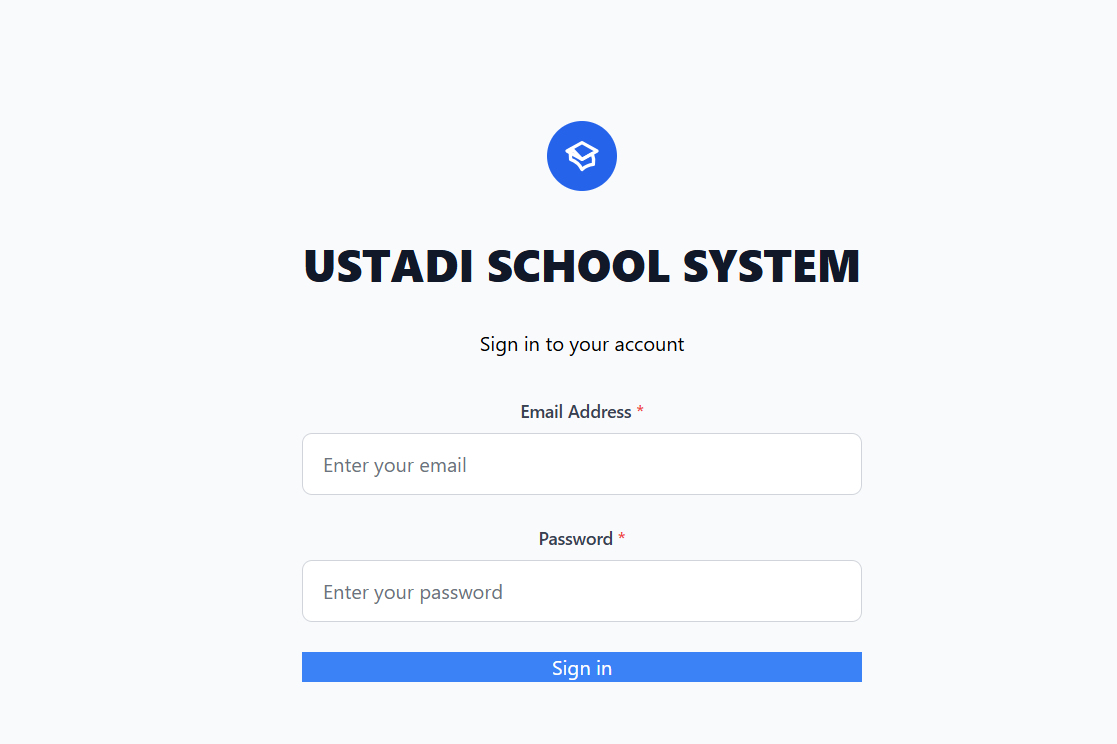 USTADI SCHOOL SYSTEM
Sign in to your account
Email Address *
Enter your email
Password *
Enter your password
Sign in